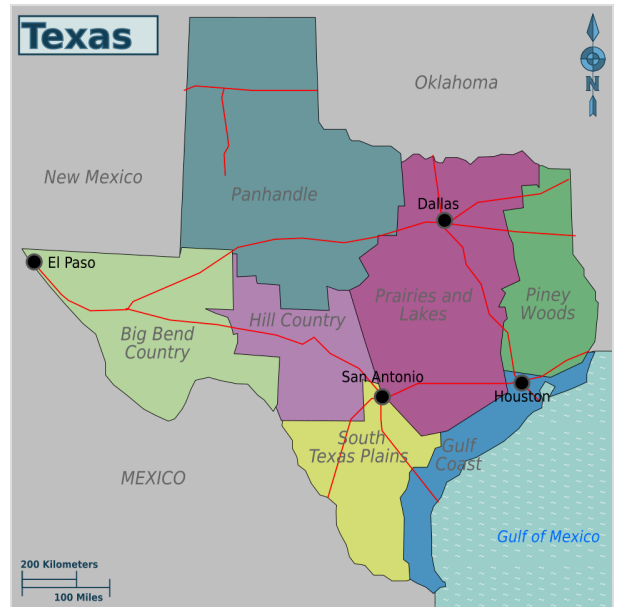 Texas
Oklahoma
N
New Mexico
Panhandle
Dallas
El Paso
Prairies and
Lakes
Piney
Woods
Hill Country
Big Bend
Country
San Antonio
Houston
South
Texas Plains
Gulf
Coast
MEXICO
Gulf of Mexico
200 Kilometers
100 Miles